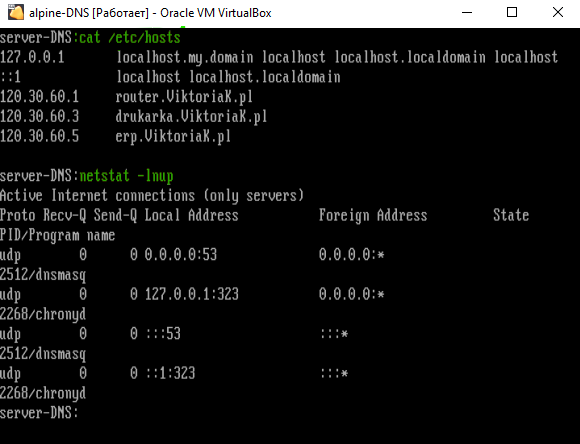 alpine-DNS [Работает] - Oracle VM VirtualBox
server-DNS:cat /etc/hosts
127.0.0.1 localhost.my.domain localhost localhost.localdomain localhost
::1 localhost localhost.localdomain
120.30.60.1 router.ViktoriaK.pl
120.30.60.3 drukarka.ViktoriaK.pl
120.30.60.5 erp.ViktoriaK.pl
server-DNS:netstat -lnup
Active Internet connections (only servers)
Proto Recv-Q Send-Q Local Address Foreign Address State
PID/Program name
udp 0 0 0.0.0.0:53 0.0.0.0:*
2512/dnsmasq
udp 0 0 127.0.0.1:323 0.0.0.0:*
2268/chronyd
udp 0 0 :::53 :::*
2512/dnsmasq
udp 0 0 ::1:323 :::*
2268/chronyd
server-DNS: